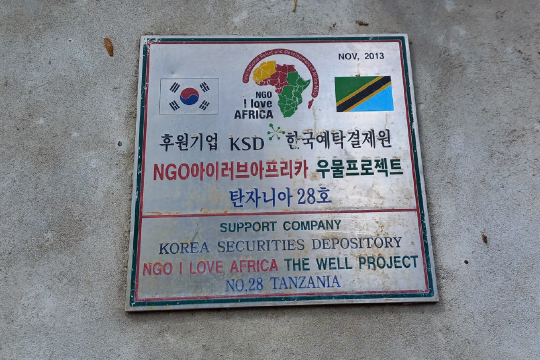 NOV, 2013
NGO
I love
AFRICA
후원기업 KSD 한국예탁결제원
NGO아이러브아프리카 우물프로젝트
탄자니아 28호
SUPPORT COMPANY
KOREA SECURITIES DEPOSITORY
NGO I LOVE AFRICA THE WELL PROJECT
NO.28 TANZANIA